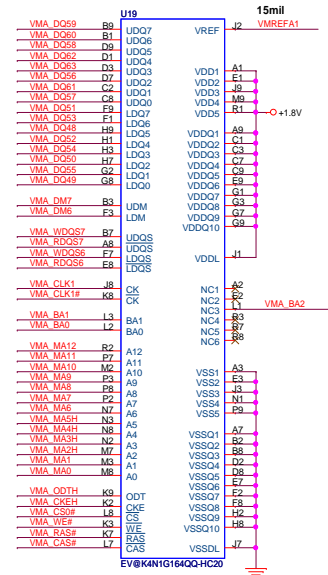 U19 15mil
VMA_DQ59 B9 UDQ7 VREF J2 VMREFA1
VMA_DQ60 B1 UDQ6
VMA_DQ58 D9 UDQ5
VMA_DQ62 D1 UDQ4
VMA_DQ63 D3 UDQ3 VDD1 A1
VMA_DQ56 D7 UDQ2 VDD2 E1
VMA_DQ61 C2 UDQ1 VDD3 J9
VMA_DQ57 C8 UDQ0 VDD4 M9
VMA_DQ51 F9 LDQ7 VDD5 R1 +1.8V
VMA_DQ53 F1 LDQ6
VMA_DQ48 H9 LDQ5 VDDQ1 A9
VMA_DQ52 H1 LDQ4 VDDQ2 C1
VMA_DQ54 H3 LDQ3 VDDQ3 C3
VMA_DQ50 H7 LDQ2 VDDQ4 C7
VMA_DQ55 G2 LDQ1 VDDQ5 C9
VMA_DQ49 G8 LDQ0 VDDQ6 E9
VDDQ7 G1
VMA_DM7 B3 UDM VDDQ8 G3
VMA_DM6 F3 LDM VDDQ9 G7
VDDQ10 G9
VMA_WDQS7 B7 UDQS
VMA_RDQS7 A8 UDQS
VMA_WDQS6 F7 LDQS VDDL J1
VMA_RDQS6 E8 LDQS
VMA_CLK1 J8 CK NC1 A2
VMA_CLK1# K8 CK NC2 E2
NC3 L1 VMA_BA2
VMA_BA1 L3 BA1 NC4 R3
VMA_BA0 L2 BA0 NC5 R7
NC6 R8
VMA_MA12 R2 A12
VMA_MA11 P7 A11
VMA_MA10 M2 A10 VSS1 A3
VMA_MA9 P3 A9 VSS2 E3
VMA_MA8 P8 A8 VSS3 J3
VMA_MA7 P2 A7 VSS4 N1
VMA_MA6 N7 A6 VSS5 P9
VMA_MA5H N3 A5
VMA_MA4H N8 A4 VSSQ1 A7
VMA_MA3H N2 A3 VSSQ2 B2
VMA_MA2H M7 A2 VSSQ3 B8
VMA_MA1 M3 A1 VSSQ4 D2
VMA_MA0 M8 A0 VSSQ5 D8
VSSQ6 E7
VMA_ODTH K9 ODT VSSQ7 F2
VMA_CKEH K2 CKE VSSQ8 F8
VMA_CS0# L8 CS VSSQ9 H2
VMA_WE# K3 WE VSSQ10 H8
VMA_RAS# K7 RAS
VMA_CAS# L7 CAS VSSDL J7
EV@K4N1G164QQ-HC20